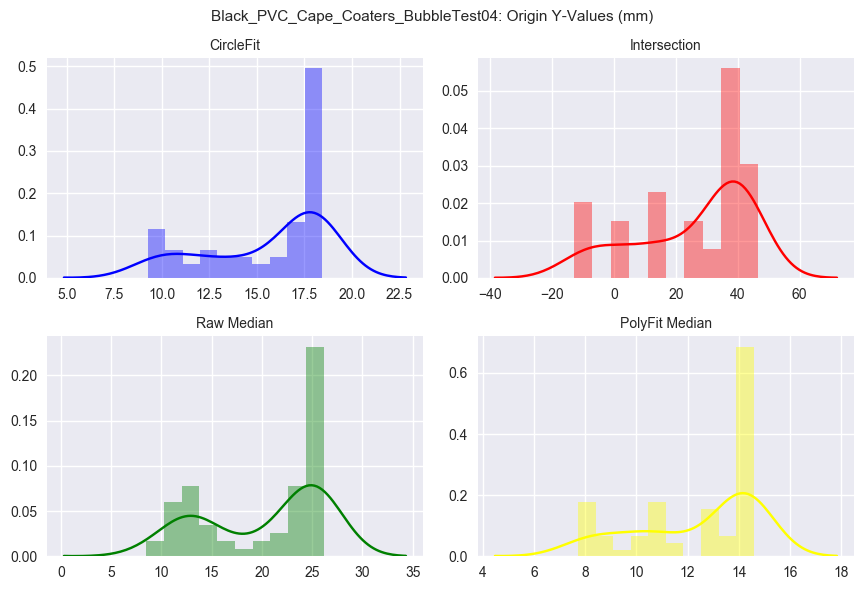 Black_PVC_Cape_Coaters_BubbleTest04: Origin Y-Values (mm)
CircleFit
0.5
0.4
0.3
0.2
0.1
0.0
5.0 7.5 10.0 12.5 15.0 17.5 20.0 22.5
Intersection
0.05
0.04
0.03
0.02
0.01
0.00
−40 −20 0 20 40 60
Raw Median
0.20
0.15
0.10
0.05
0.00
0 5 10 15 20 25 30 35
PolyFit Median
0.6
0.4
0.2
0.0
4 6 8 10 12 14 16 18